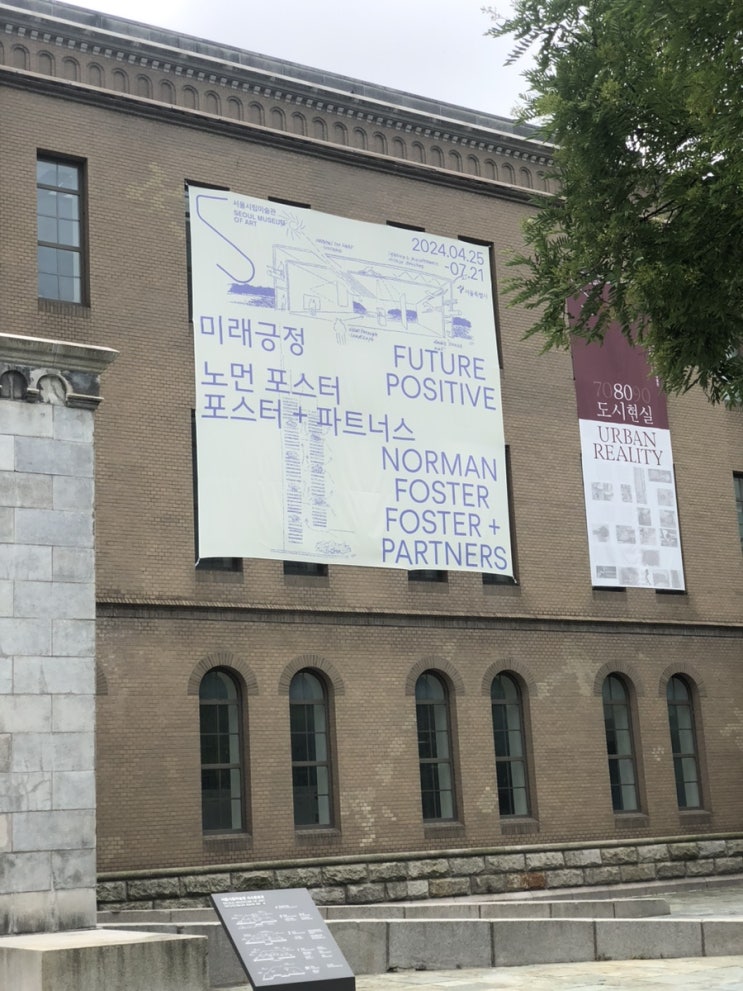 서울시립미술관
SEOUL MUSEUM
OF ART
2024.04.25
-07.21
서울특별시
미래긍정
노먼 포스터
포스터 + 파트너스
FUTURE
POSITIVE
NORMAN
FOSTER
FOSTER +
PARTNERS
708090
도시현실
URBAN
REALITY